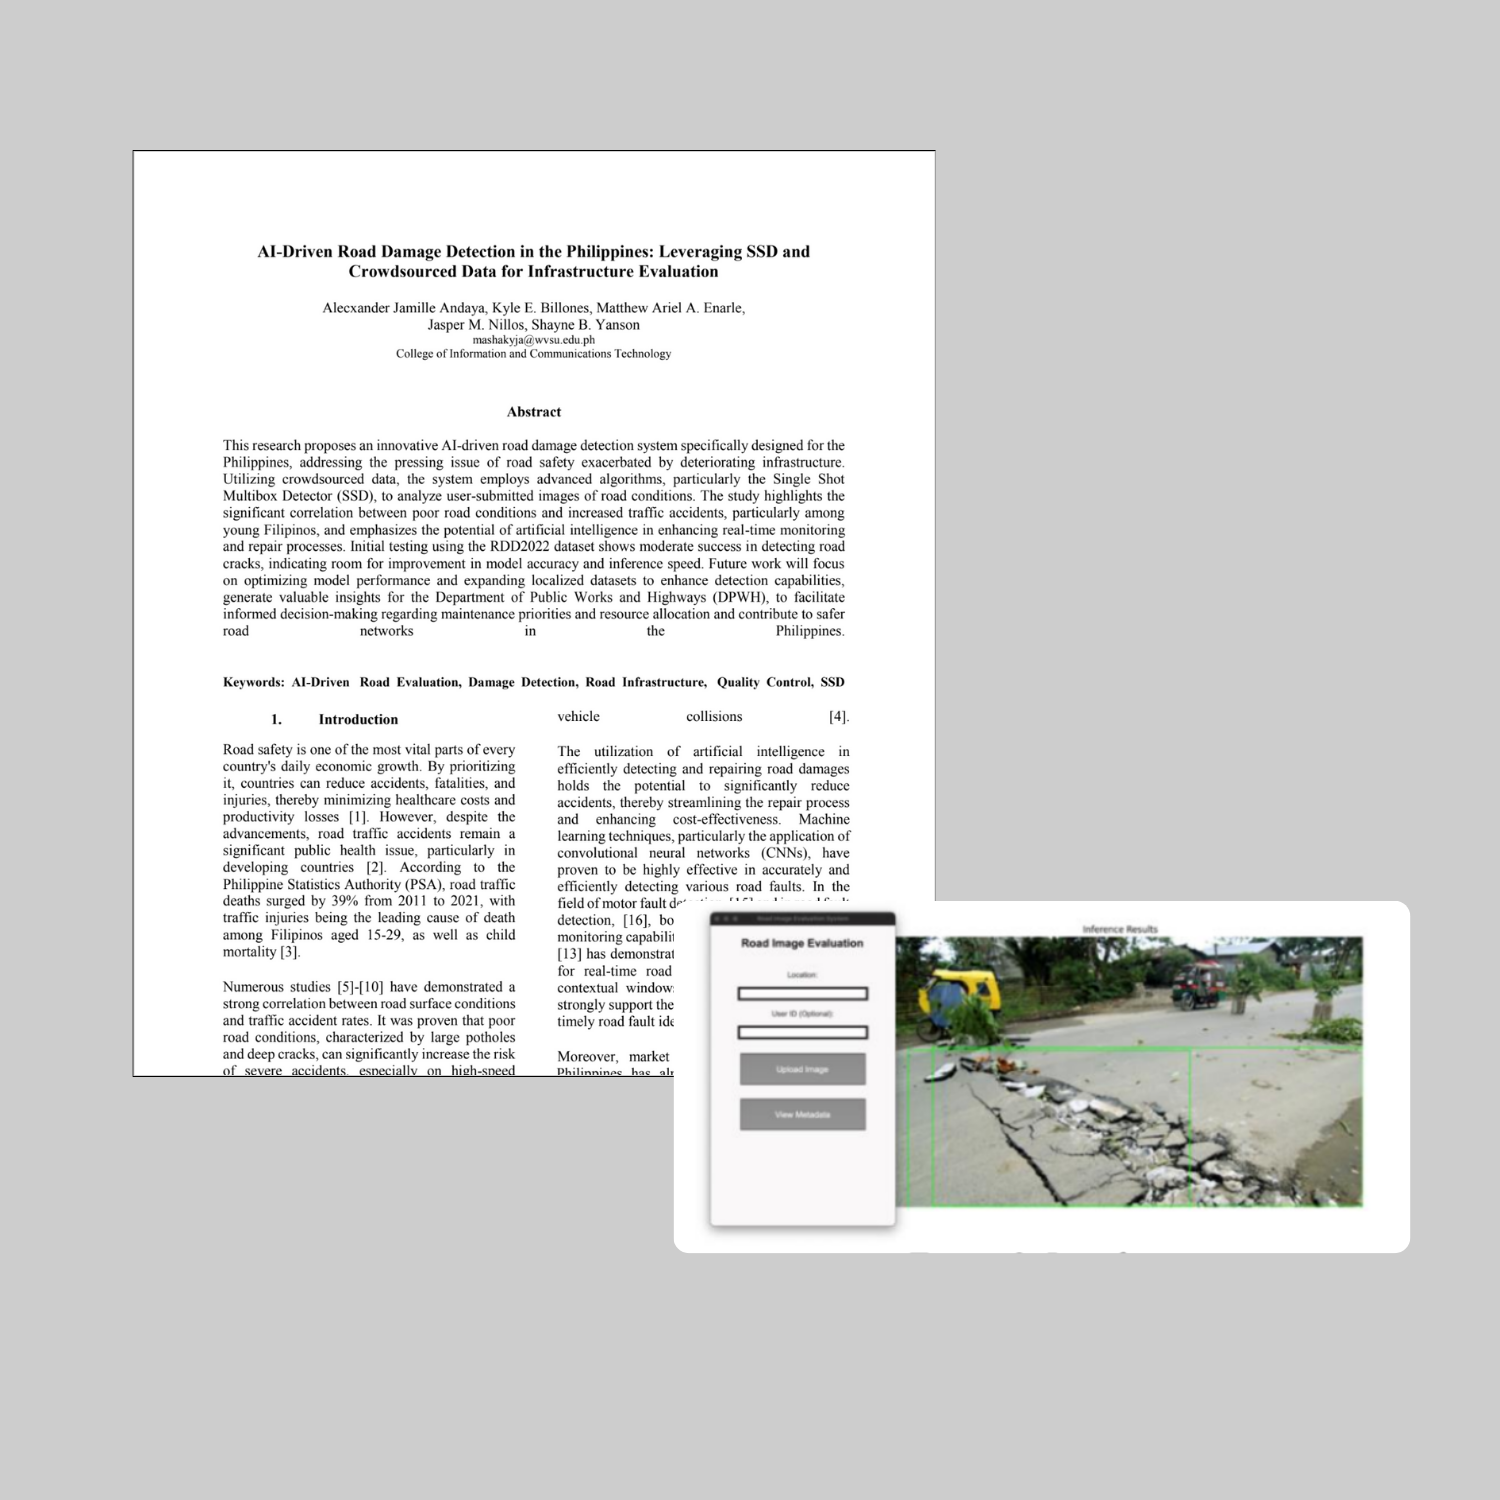 AI-Driven Road Damage Detection in the Philippines: Leveraging SSD and
Crowdsourced Data for Infrastructure Evaluation
Alecxander Jamille Andaya, Kyle E. Billones, Matthew Ariel A. Enarle,
Jasper M. Nillos, Shayne B. Yanson
mashakyja@wvsu.edu.ph
College of Information and Communications Technology
Abstract
This research proposes an innovative AI-driven road damage detection system specifically designed for the
Philippines, addressing the pressing issue of road safety exacerbated by deteriorating infrastructure.
Utilizing crowdsourced data, the system employs advanced algorithms, particularly the Single Shot
Multibox Detector (SSD), to analyze user-submitted images of road conditions. The study highlights the
significant correlation between poor road conditions and increased traffic accidents, particularly among
young Filipinos, and emphasizes the potential of artificial intelligence in enhancing real-time monitoring
and repair processes. Initial testing using the RDD2022 dataset shows moderate success in detecting road
cracks, indicating room for improvement in model accuracy and inference speed. Future work will focus
on optimizing model performance and expanding localized datasets to enhance detection capabilities,
generate valuable insights for the Department of Public Works and Highways (DPWH), to facilitate
informed decision-making regarding maintenance priorities and resource allocation and contribute to safer
road networks in the Philippines.
Keywords: AI-Driven Road Evaluation, Damage Detection, Road Infrastructure, Quality Control, SSD
1. Introduction
Road safety is one of the most vital parts of every
country's daily economic growth. By prioritizing
it, countries can reduce accidents, fatalities, and
injuries, thereby minimizing healthcare costs and
productivity losses [1]. However, despite the
advancements, road traffic accidents remain a
significant public health issue, particularly in
developing countries [2]. According to the
Philippine Statistics Authority (PSA), road traffic
deaths surged by 39% from 2011 to 2021, with
traffic injuries being the leading cause of death
among Filipinos aged 15-29, as well as child
mortality [3].
Numerous studies [5]-[10] have demonstrated a
strong correlation between road surface conditions
and traffic accident rates. It was proven that poor
road conditions, characterized by large potholes
and deep cracks, can significantly increase the risk
of severe accidents, especially on high-speed
vehicle collisions [4].
The utilization of artificial intelligence in
efficiently detecting and repairing road damages
holds the potential to significantly reduce
accidents, thereby streamlining the repair process
and enhancing cost-effectiveness. Machine
learning techniques, particularly the application of
convolutional neural networks (CNNs), have
proven to be highly effective in accurately and
efficiently detecting various road faults. In the
field of motor fault
detection, [16], bo
monitoring capabilit
[13] has demonstrat
for real-time road
contextual window
strongly support the
timely road fault ide
Moreover, market
Philippines has
Road Image Evaluation System
Road Image Evaluation
Location:
User ID (Optional):
Upload Image
View Metadata
Inference Results